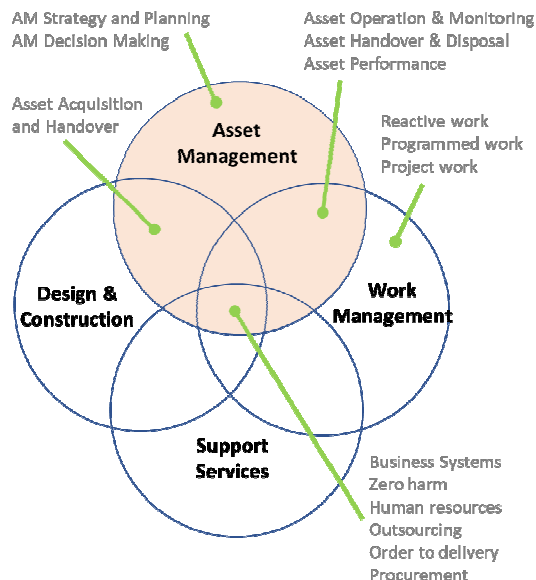 AM Strategy and Planning
AM Decision Making
Asset Operation & Monitoring
Asset Handover & Disposal
Asset Performance
Asset Acquisition
and Handover
Reactive work
Programmed work
Project work
Asset
Management
Design &
Construction
Work
Management
Support
Services
Business Systems
Zero harm
Human resources
Outsourcing
Order to delivery
Procurement